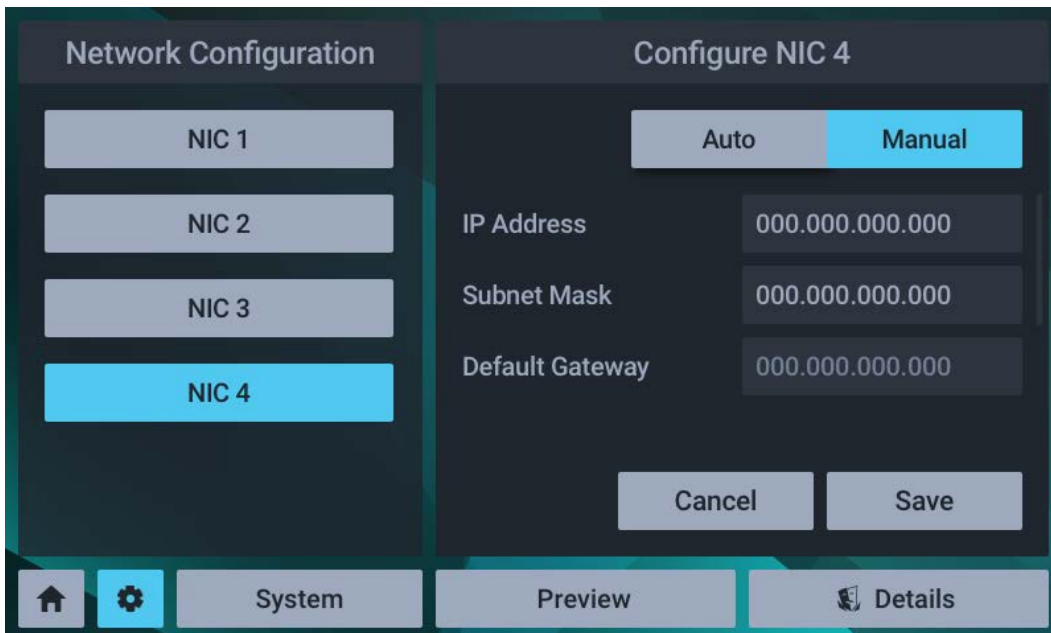 Network Configuration
NIC 1
NIC 2
NIC 3
NIC 4
Configure NIC 4
Auto
Manual
IP Address 000.000.000.000
Subnet Mask 000.000.000.000
Default Gateway 000.000.000.000
Cancel
Save
System
Preview
Details